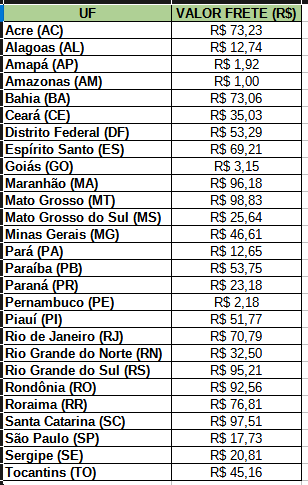 UF VALOR FRETE (R$)
Acre (AC) R$ 73,23
Alagoas (AL) R$ 12,74
Amapá (AP) R$ 1,92
Amazonas (AM) R$ 1,00
Bahia (BA) R$ 73,06
Ceará (CE) R$ 35,03
Distrito Federal (DF) R$ 53,29
Espírito Santo (ES) R$ 69,21
Goiás (GO) R$ 3,15
Maranhão (MA) R$ 96,18
Mato Grosso (MT) R$ 98,83
Mato Grosso do Sul (MS) R$ 25,64
Minas Gerais (MG) R$ 46,61
Pará (PA) R$ 12,65
Paraíba (PB) R$ 53,75
Paraná (PR) R$ 23,18
Pernambuco (PE) R$ 2,18
Piauí (PI) R$ 51,77
Rio de Janeiro (RJ) R$ 70,79
Rio Grande do Norte (RN) R$ 32,50
Rio Grande do Sul (RS) R$ 95,21
Rondônia (RO) R$ 92,56
Roraima (RR) R$ 76,81
Santa Catarina (SC) R$ 97,51
São Paulo (SP) R$ 17,73
Sergipe (SE) R$ 20,81
Tocantins (TO) R$ 45,16